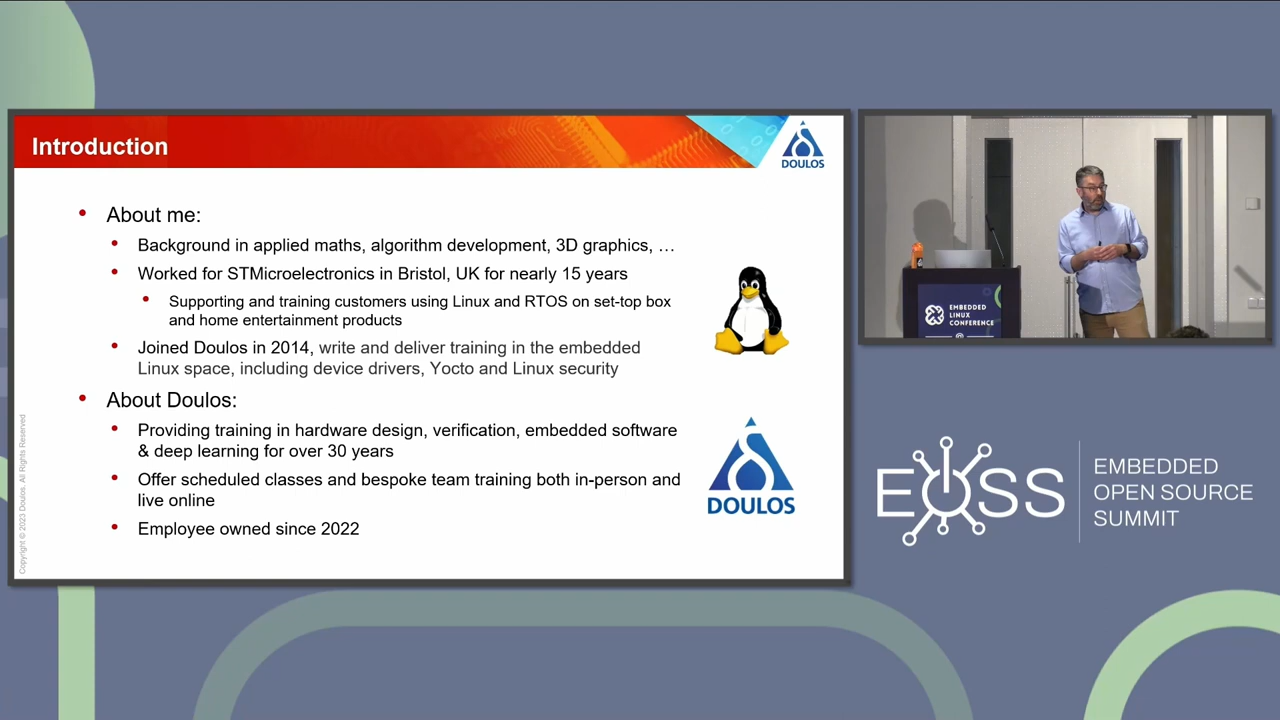 Introduction
DOULOS
• About me:
• Background in applied maths, algorithm development, 3D graphics, …
• Worked for STMicroelectronics in Bristol, UK for nearly 15 years
• Supporting and training customers using Linux and RTOS on set-top box
and home entertainment products
• Joined Doulos in 2014, write and deliver training in the embedded
Linux space, including device drivers, Yocto and Linux security
• About Doulos:
• Providing training in hardware design, verification, embedded software
& deep learning for over 30 years
• Offer scheduled classes and bespoke team training both in-person and
live online
• Employee owned since 2022
DOULOS
Copyright © 2023 Doulos. All Rights Reserved
EMBEDDED
LINUX
CONFERENCE
EOSS
EMBEDDED
OPEN SOURCE
SUMMIT